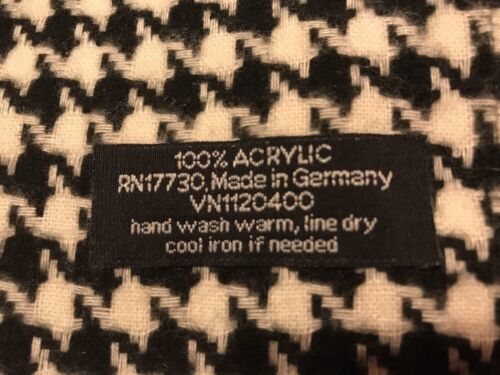 100% ACRYLIC
RN17730, Made in Germany
VN1120400
hand wash warm, line dry
cool iron if needed